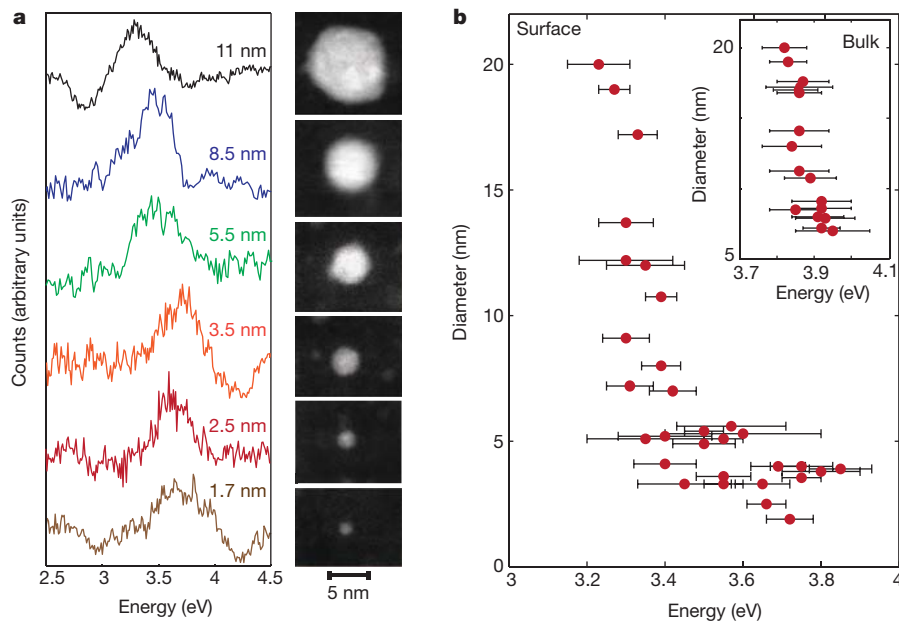 a
11 nm
8.5 nm
5.5 nm
3.5 nm
2.5 nm
1.7 nm
Counts (arbitrary units)
2.5 3 3.5 4 4.5
Energy (eV)
5 nm
b
Surface
20
15
10
5
0
Diameter (nm)
3 3.2 3.4 3.6 3.8 4
Energy (eV)
Bulk
20
5
Diameter (nm)
3.7 3.9 4.1
Energy (eV)